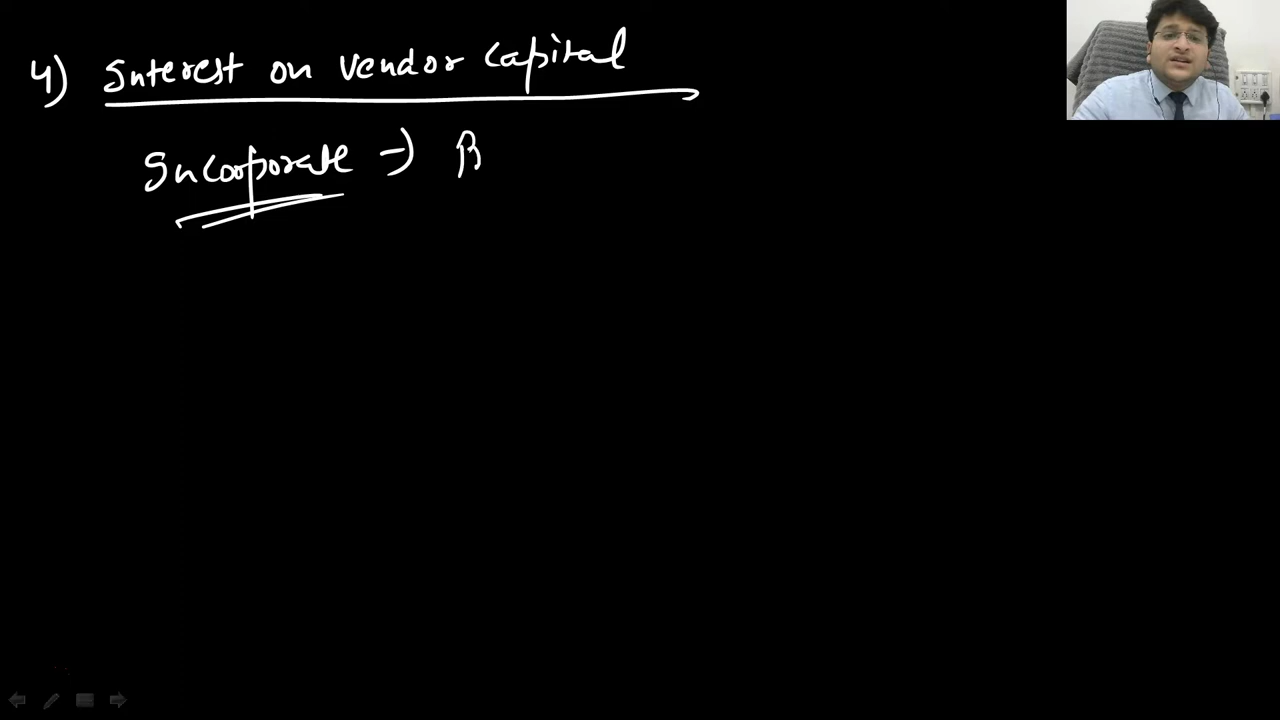 4) Interest on Vendor Capital
Incorporate → B